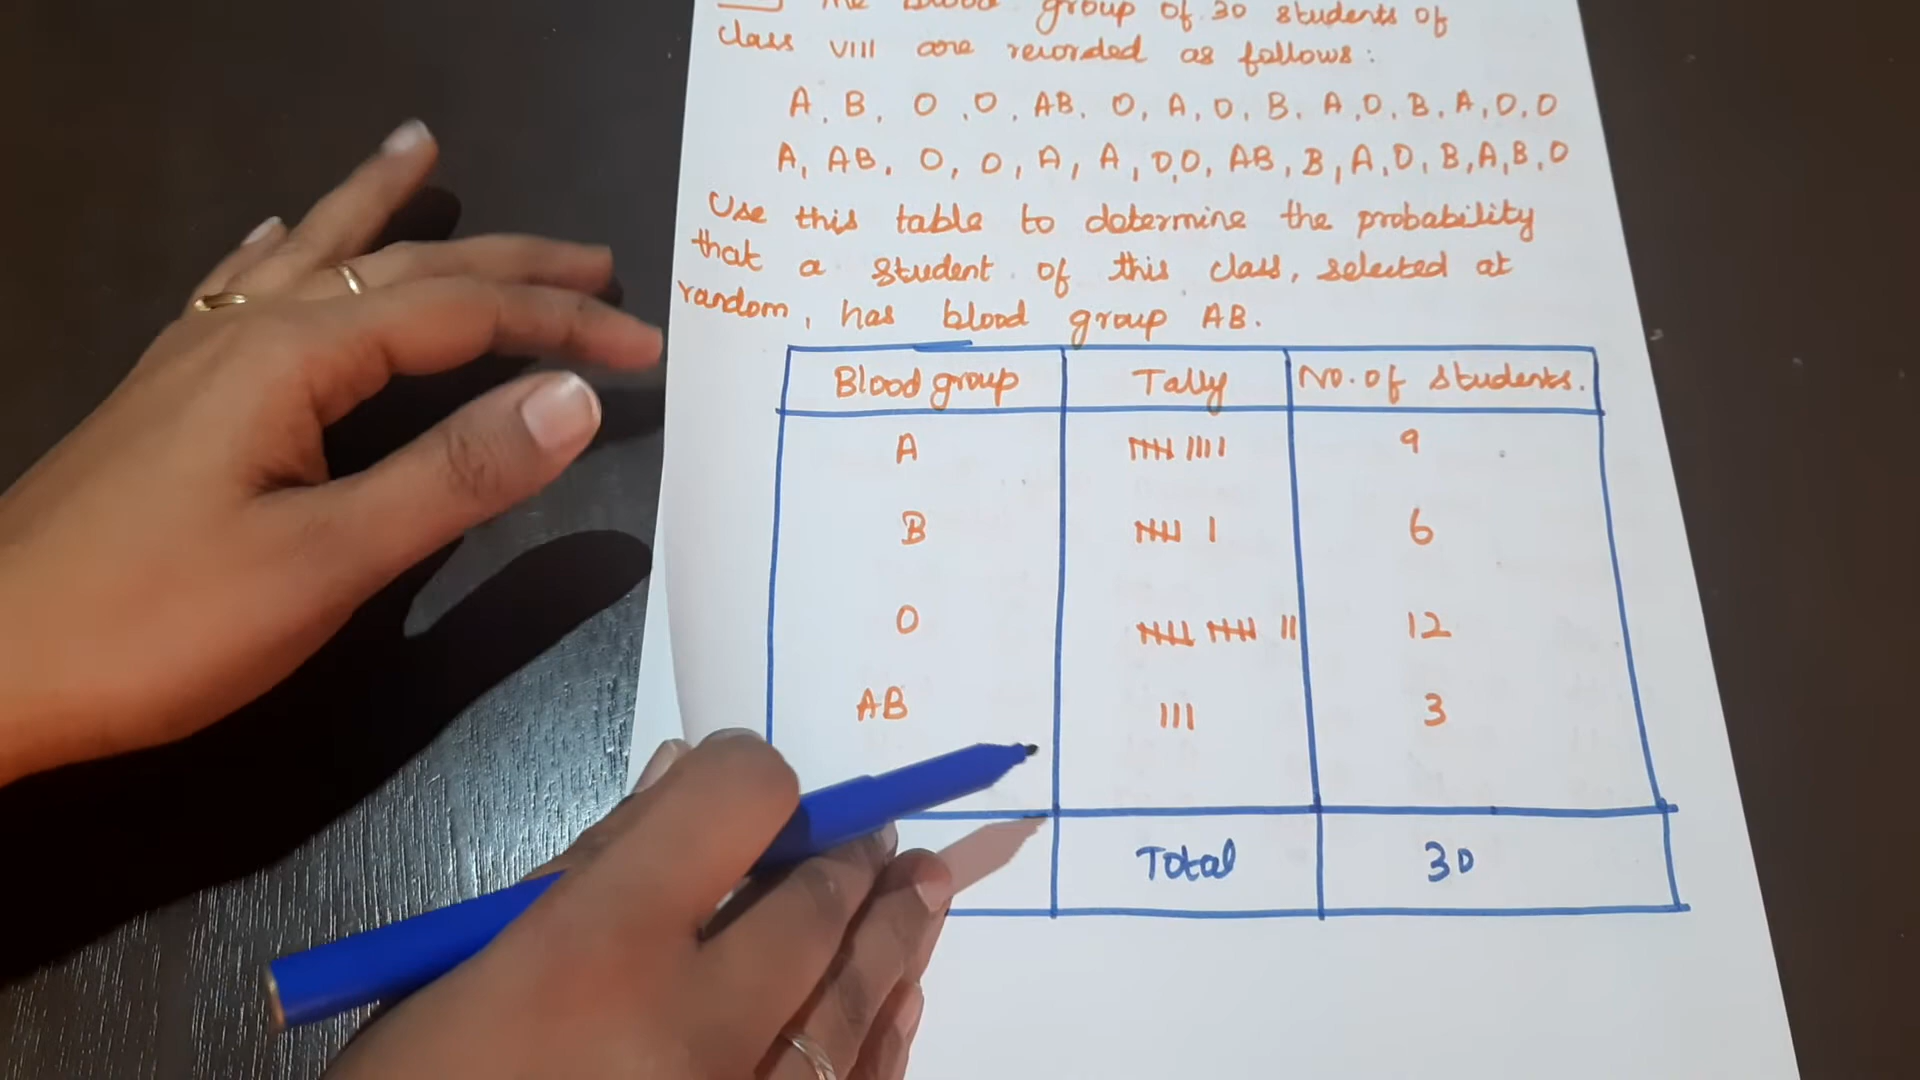 The Blood group of 30 students of
class VIII are recorded as follows:
A, B, O, O, AB, O, A, O, B, A, O, B, A, O, O
A, AB, O, O, A, A, O,O, AB, B, A, O, B, A, B, O
Use this table to determine the probability
that a student of this class, selected at
random, has blood group AB.
Blood group Tally No. of students.
A 𝍸 |||| 9
B 𝍸 | 6
O 𝍸 𝍸 || 12
AB ||| 3
Total 30